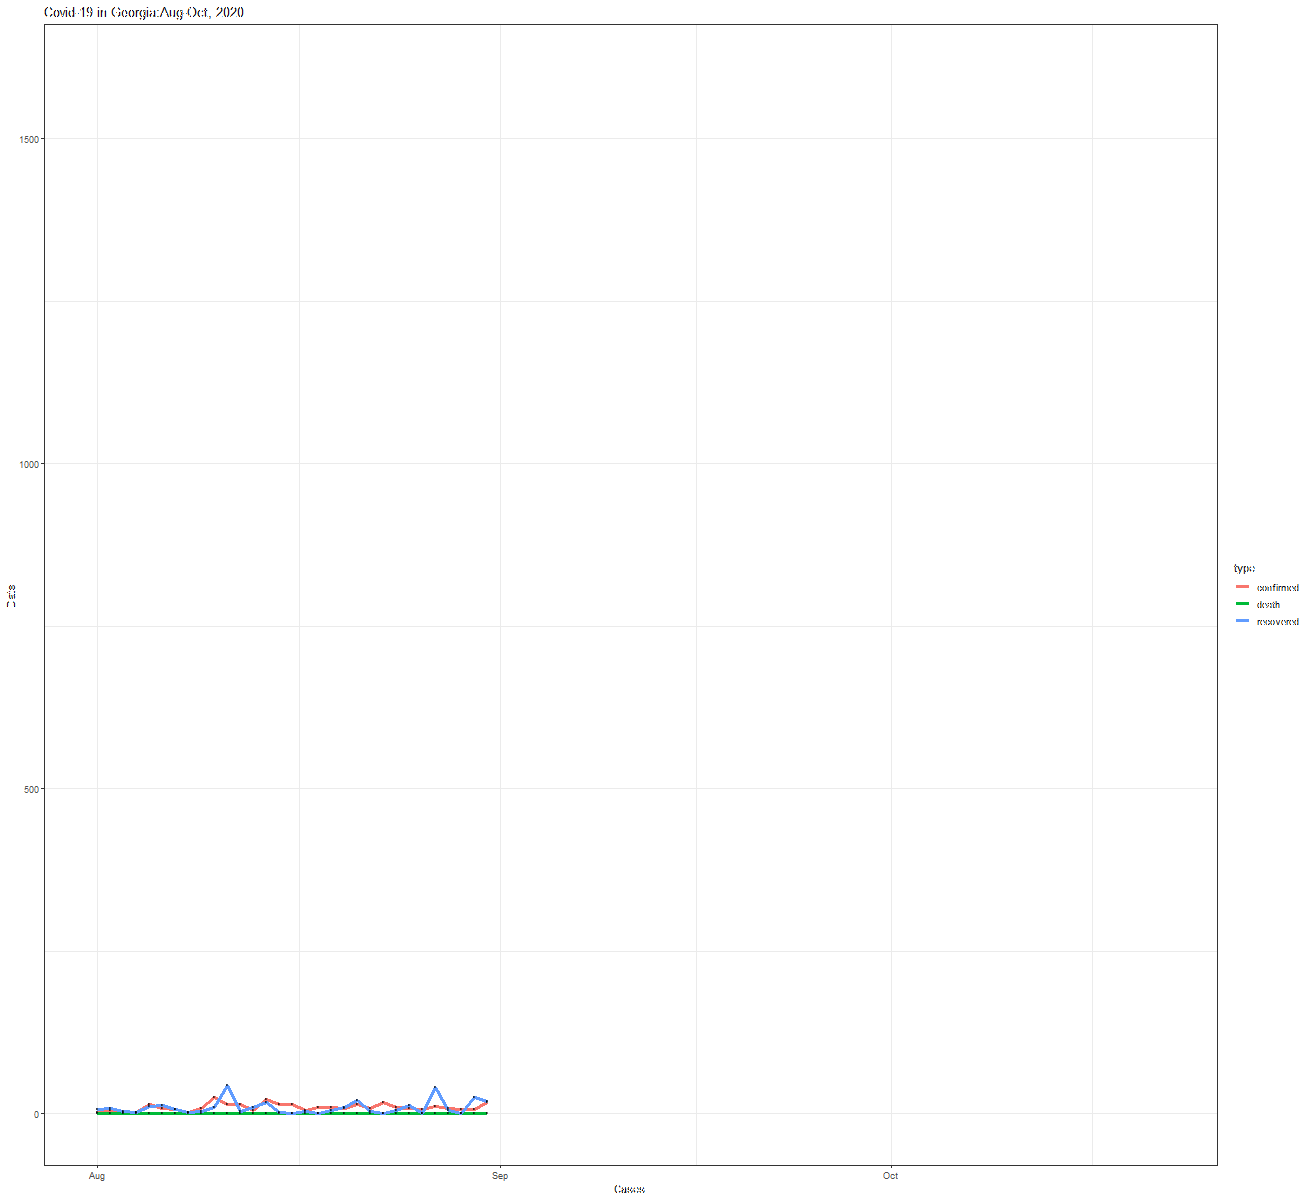 Covid-19 in Georgia:Aug-Oct, 2020
1500
1000
500
0
Date
Aug
Sep
Oct
Cases
type
confirmed
death
recovered